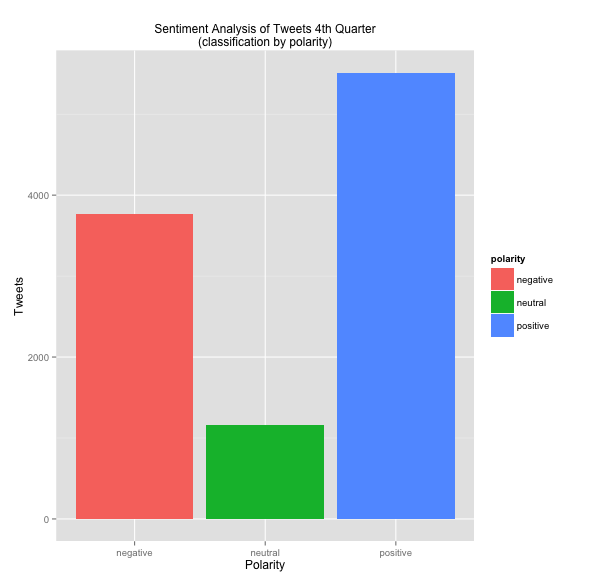 Sentiment Analysis of Tweets 4th Quarter
(classification by polarity)
Tweets
4000
2000
0
negative
neutral
positive
Polarity
polarity
negative
neutral
positive